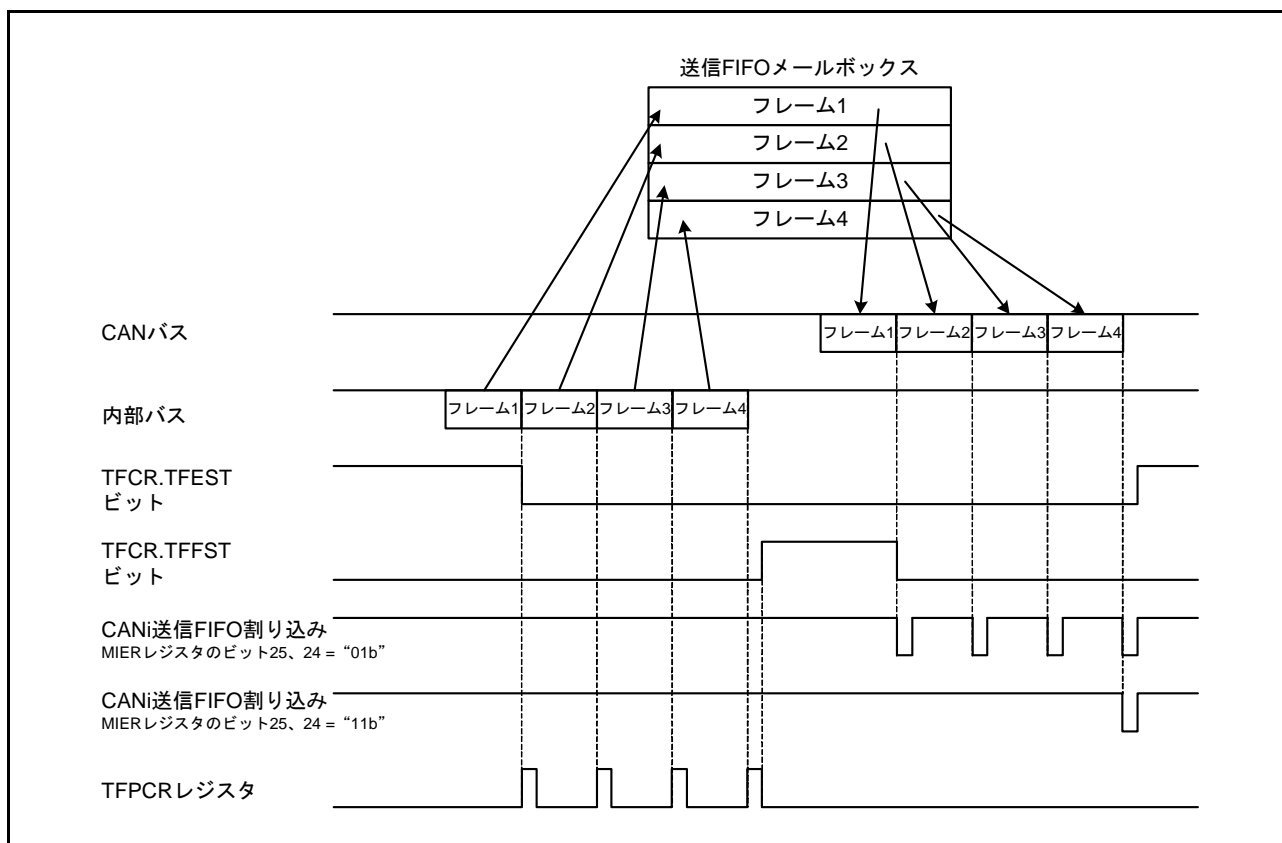 送信FIFOメールボックス
フレーム1
フレーム2
フレーム3
フレーム4
CANバス
フレーム1 フレーム2 フレーム3 フレーム4
内部バス
フレーム1 フレーム2 フレーム3 フレーム4
TFCR.TFEST
ビット
TFCR.TFFST
ビット
CANi送信FIFO割り込み
MIERレジスタのビット25、24 = “01b”
CANi送信FIFO割り込み
MIERレジスタのビット25、24 = “11b”
TFPCRレジスタ